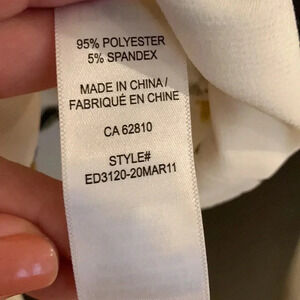 95% POLYESTER
5% SPANDEX
MADE IN CHINA/
FABRIQUÉ EN CHINE
CA 62810
STYLE#
ED3120-20MAR11